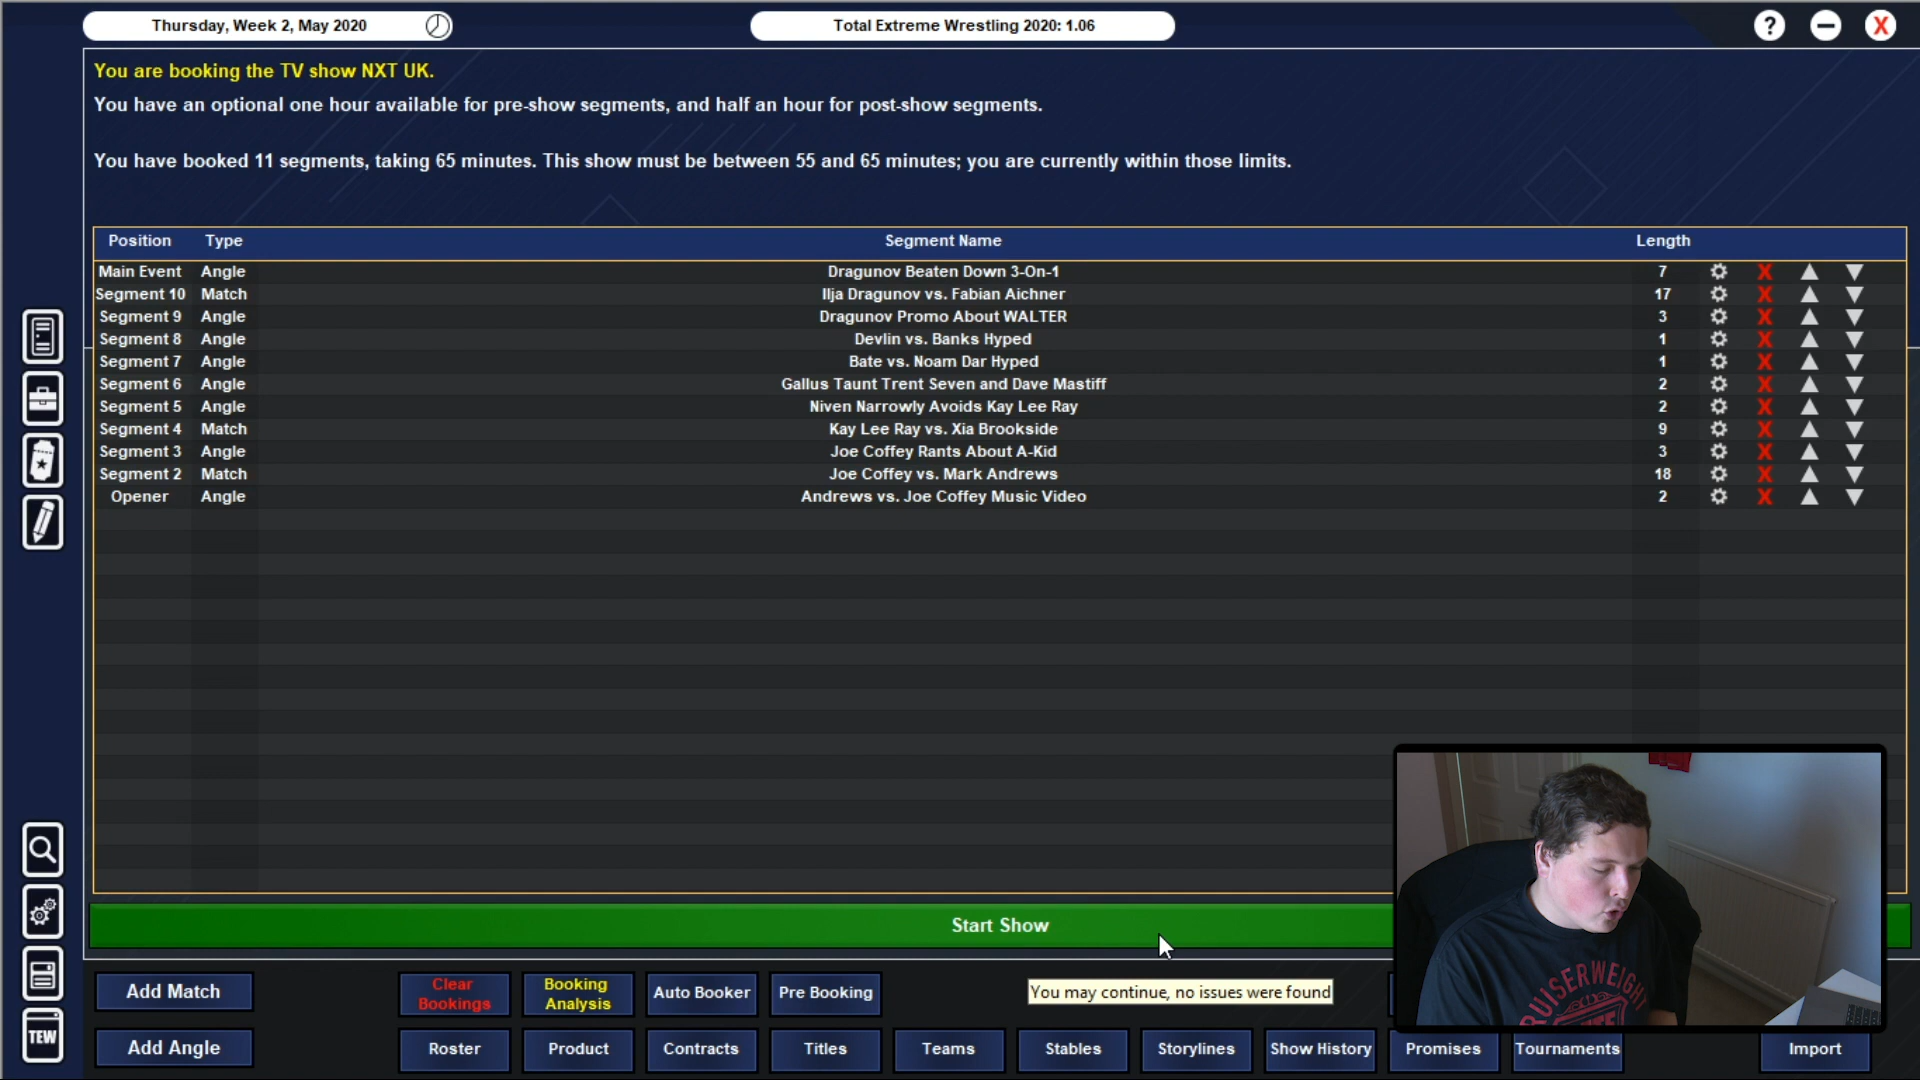 Thursday, Week 2, May 2020
Total Extreme Wrestling 2020: 1.06
?
X
You are booking the TV show NXT UK.
You have an optional one hour available for pre-show segments, and half an hour for post-show segments.
You have booked 11 segments, taking 65 minutes. This show must be between 55 and 65 minutes; you are currently within those limits.
Position Type Segment Name Length
Main Event Angle Dragunov Beaten Down 3-On-1 7 X
Segment 10 Match Ilja Dragunov vs. Fabian Aichner 17 X
Segment 9 Angle Dragunov Promo About WALTER 3 X
Segment 8 Angle Devlin vs. Banks Hyped 1 X
Segment 7 Angle Bate vs. Noam Dar Hyped 1 X
Segment 6 Angle Gallus Taunt Trent Seven and Dave Mastiff 2 X
Segment 5 Angle Niven Narrowly Avoids Kay Lee Ray 2 X
Segment 4 Match Kay Lee Ray vs. Xia Brookside 9 X
Segment 3 Angle Joe Coffey Rants About A-Kid 3 X
Segment 2 Match Joe Coffey vs. Mark Andrews 18 X
Opener Angle Andrews vs. Joe Coffey Music Video 2 X
Start Show
Add Match
Clear Bookings
Booking Analysis
Auto Booker
Pre Booking
You may continue, no issues were found
TEW
Add Angle
Roster
Product
Contracts
Titles
Teams
Stables
Storylines
Show History
Promises
Tournaments
Import